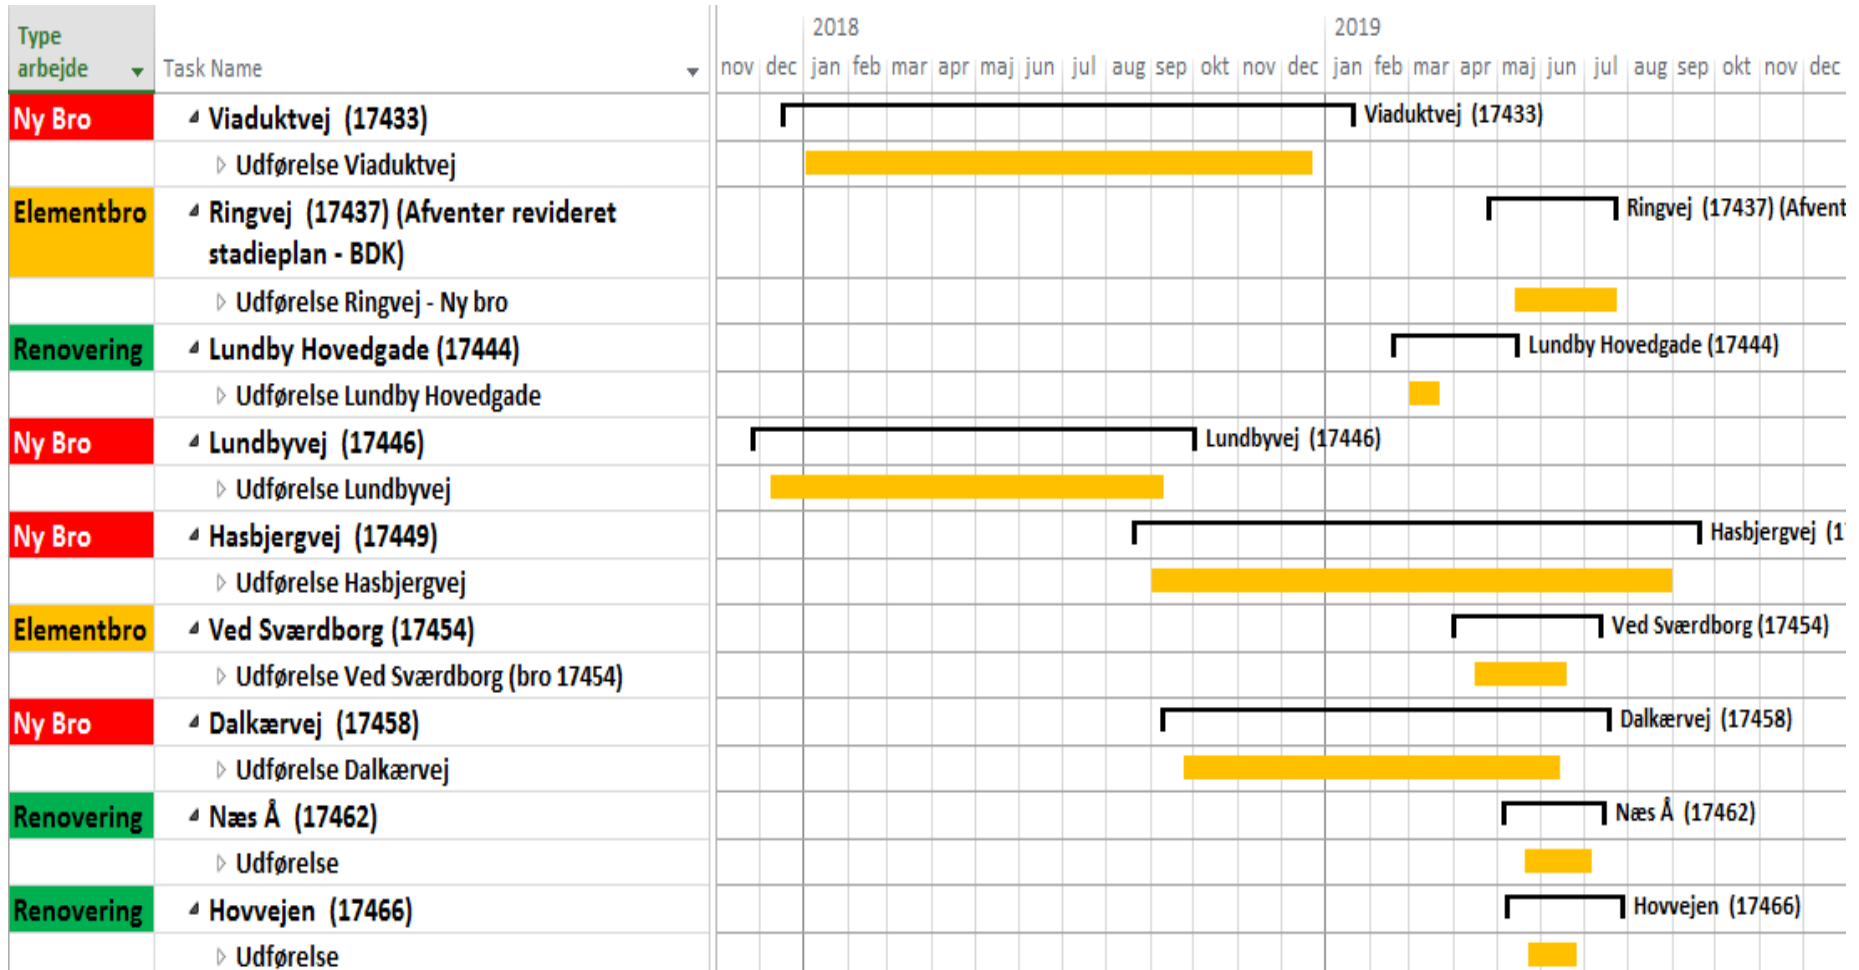 2018 2019
Type
arbejde Task Name nov dec jan feb mar apr maj jun jul aug sep okt nov dec jan feb mar apr maj jun jul aug sep okt nov dec
Ny Bro Viaduktvej (17433) Viaduktvej (17433)
Udførelse Viaduktvej
Elementbro Ringvej (17437) (Afventer revideret Ringvej (17437) (Afvent
stadieplan - BDK)
Udførelse Ringvej - Ny bro
Renovering Lundby Hovedgade (17444) Lundby Hovedgade (17444)
Udførelse Lundby Hovedgade
Ny Bro Lundbyvej (17446) Lundbyvej (17446)
Udførelse Lundbyvej
Ny Bro Hasbjergvej (17449) Hasbjergvej (1
Udførelse Hasbjergvej
Elementbro Ved Sværdborg (17454) Ved Sværdborg (17454)
Udførelse Ved Sværdborg (bro 17454)
Ny Bro Dalkærvej (17458) Dalkærvej (17458)
Udførelse Dalkærvej
Renovering Næs Å (17462) Næs Å (17462)
Udførelse
Renovering Hovvejen (17466) Hovvejen (17466)
Udførelse